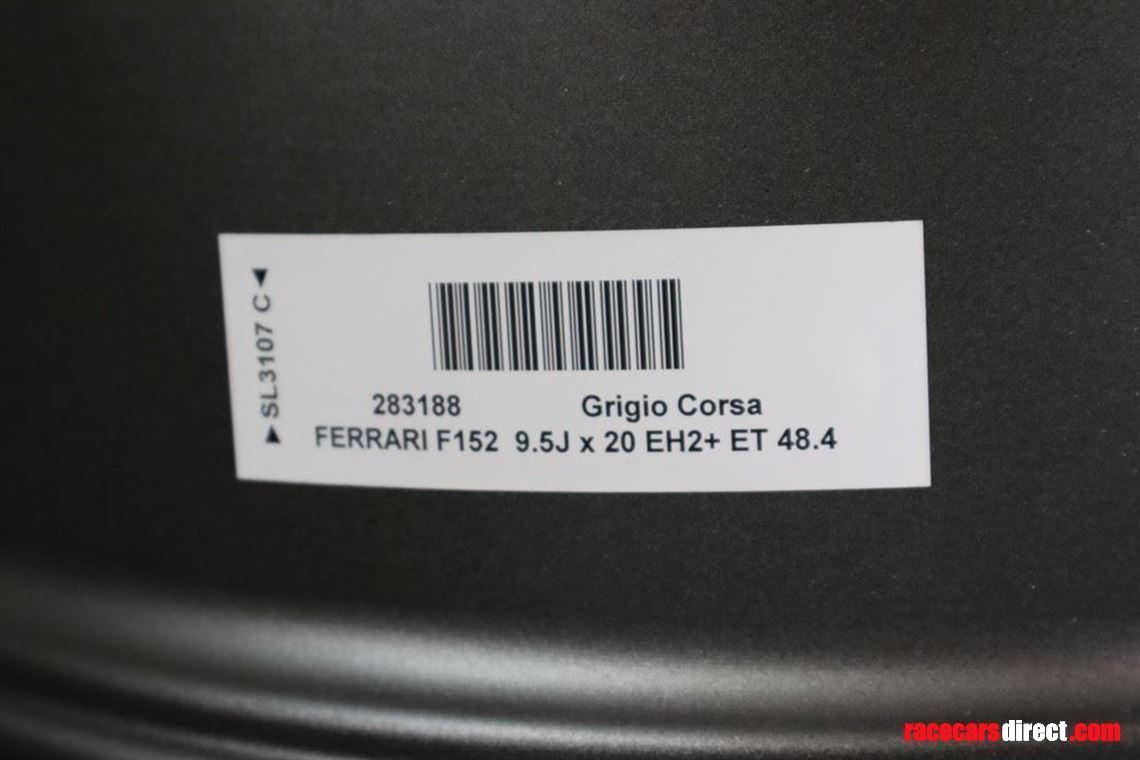 ►SL3107 C◄
283188 Grigio Corsa
FERRARI F152 9.5J x 20 EH2+ ET 48.4
racecarsdirect.com